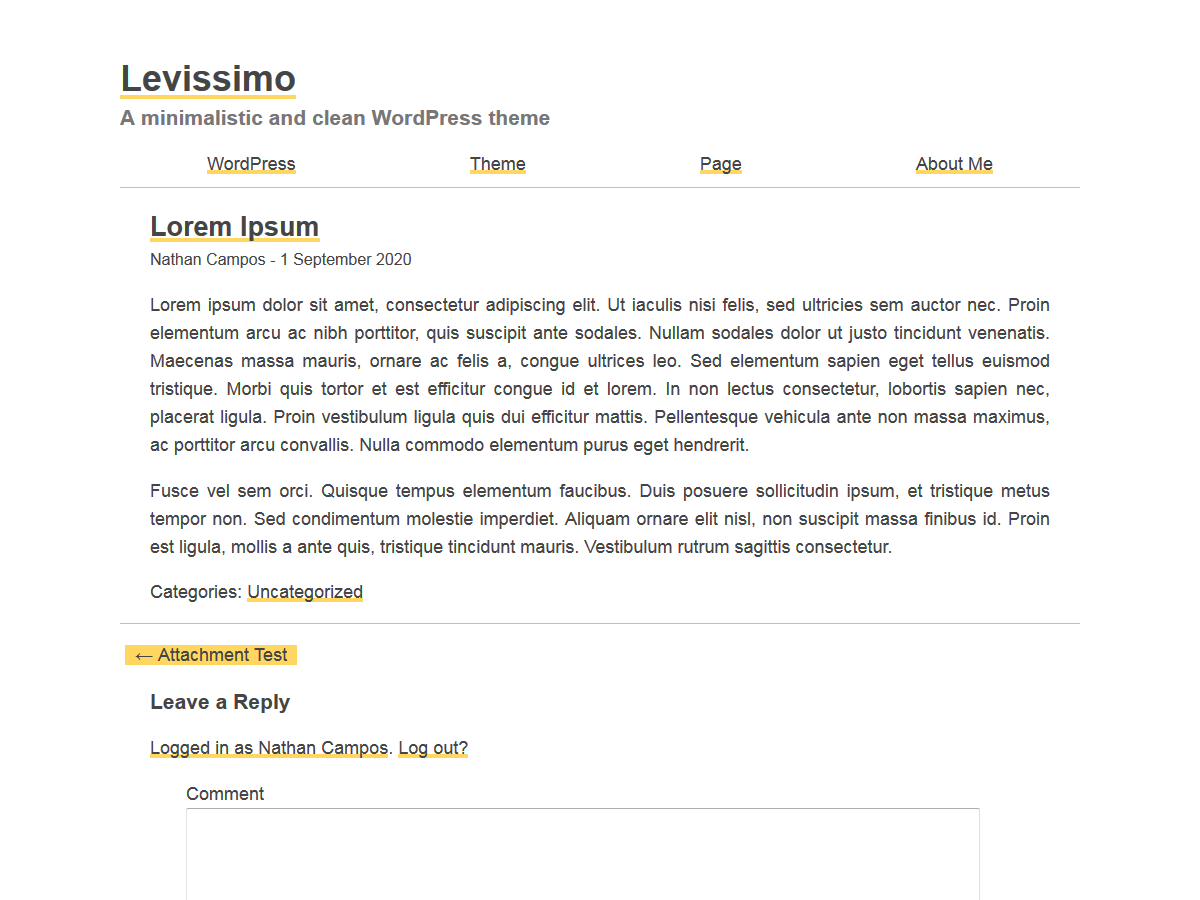 Levissimo
A minimalistic and clean WordPress theme
WordPress Theme Page About Me
Lorem Ipsum
Nathan Campos - 1 September 2020
Lorem ipsum dolor sit amet, consectetur adipiscing elit. Ut iaculis nisi felis, sed ultricies sem auctor nec. Proin
elementum arcu ac nibh porttitor, quis suscipit ante sodales. Nullam sodales dolor ut justo tincidunt venenatis.
Maecenas massa mauris, ornare ac felis a, congue ultrices leo. Sed elementum sapien eget tellus euismod
tristique. Morbi quis tortor et est efficitur congue id et lorem. In non lectus consectetur, lobortis sapien nec,
placerat ligula. Proin vestibulum ligula quis dui efficitur mattis. Pellentesque vehicula ante non massa maximus,
ac porttitor arcu convallis. Nulla commodo elementum purus eget hendrerit.
Fusce vel sem orci. Quisque tempus elementum faucibus. Duis posuere sollicitudin ipsum, et tristique metus
tempor non. Sed condimentum molestie imperdiet. Aliquam ornare elit nisl, non suscipit massa finibus id. Proin
est ligula, mollis a ante quis, tristique tincidunt mauris. Vestibulum rutrum sagittis consectetur.
Categories: Uncategorized
← Attachment Test
Leave a Reply
Logged in as Nathan Campos. Log out?
Comment